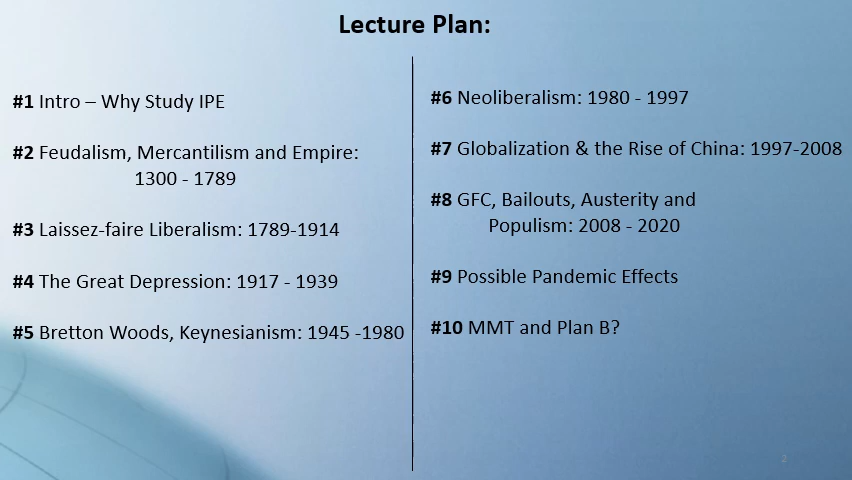 Lecture Plan:
#1 Intro – Why Study IPE
#2 Feudalism, Mercantilism and Empire:
1300 - 1789
#3 Laissez-faire Liberalism: 1789-1914
#4 The Great Depression: 1917 - 1939
#5 Bretton Woods, Keynesianism: 1945 -1980
#6 Neoliberalism: 1980 - 1997
#7 Globalization & the Rise of China: 1997-2008
#8 GFC, Bailouts, Austerity and
Populism: 2008 - 2020
#9 Possible Pandemic Effects
#10 MMT and Plan B?
2